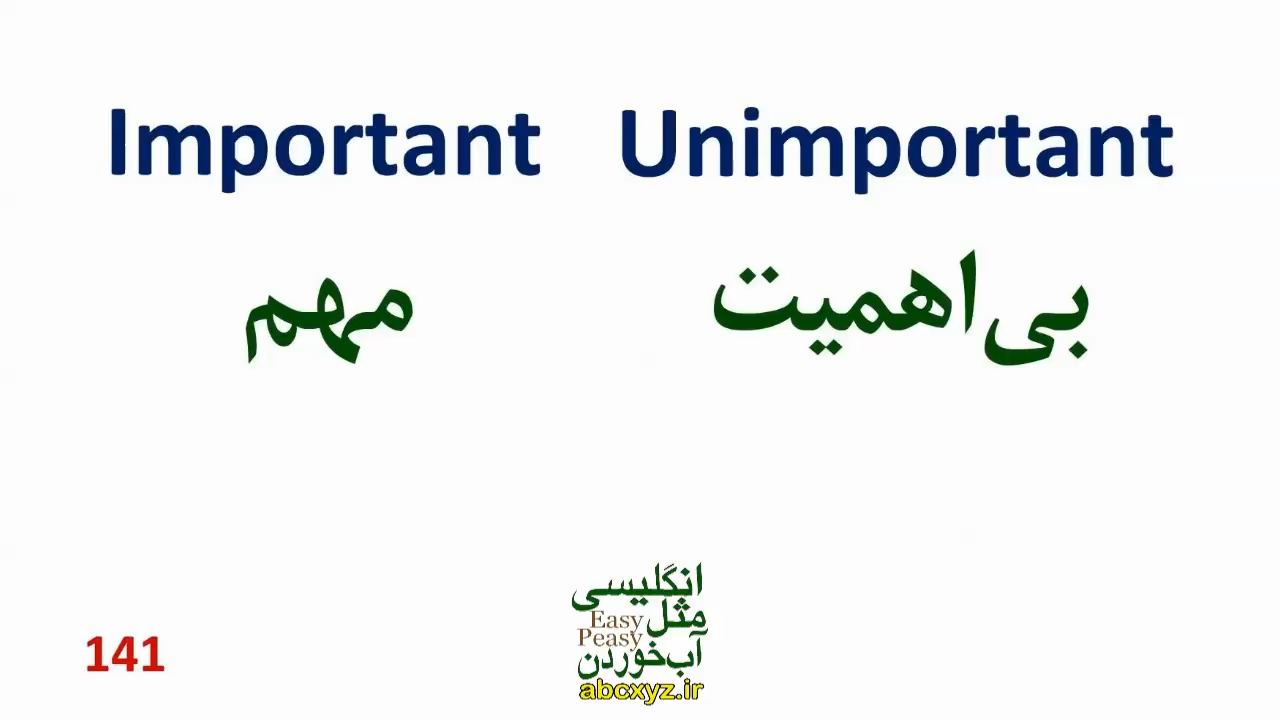 Important Unimportant
مهم بی‌اهمیت
انگلیسی
مثل Easy
Peasy
آب‌خوردن
abcxyz.ir
141